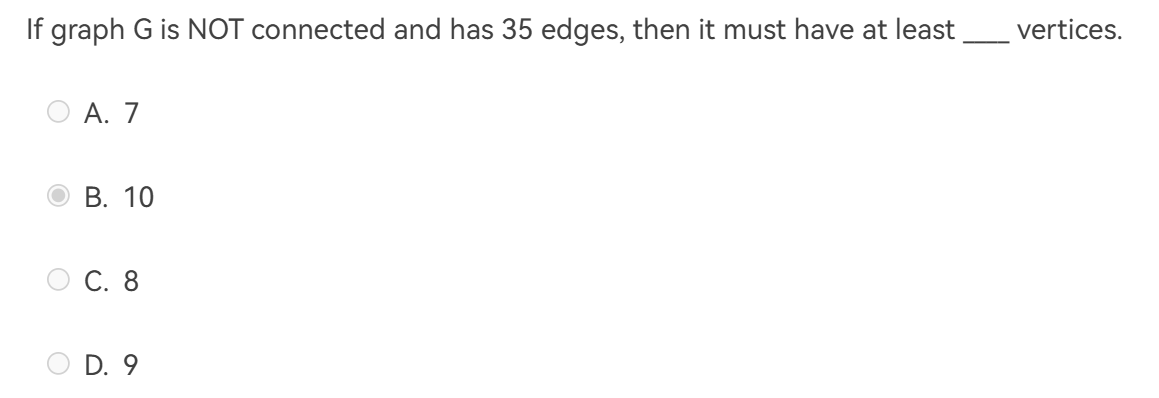 If graph G is NOT connected and has 35 edges, then it must have at least ____ vertices.
A. 7
B. 10
C. 8
D. 9